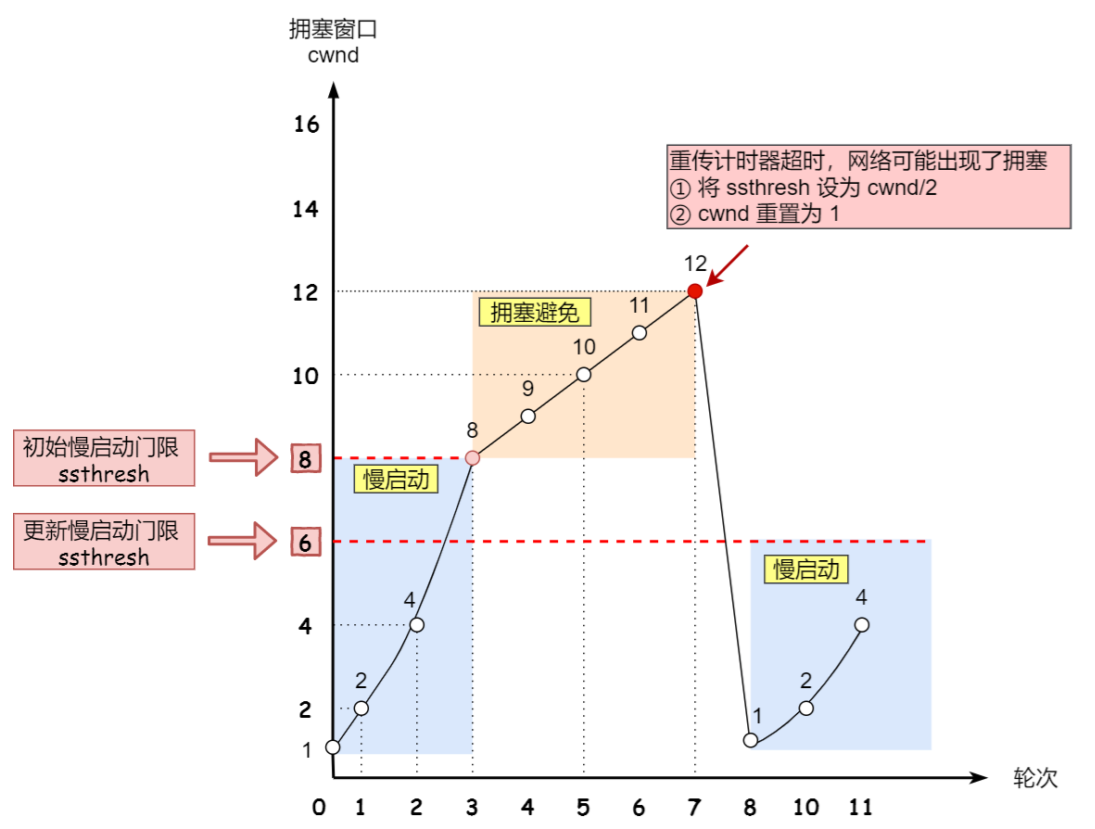 拥塞窗口
cwnd
16
14
重传计时器超时，网络可能出现了拥塞
① 将 ssthresh 设为 cwnd/2
② cwnd 重置为 1
12
12
拥塞避免
11
10
10
9
8
初始慢启动门限
ssthresh
8
慢启动
更新慢启动门限
ssthresh
6
慢启动
4
4
4
2
2
2
1
1
轮次
0 1 2 3 4 5 6 7 8 10 11